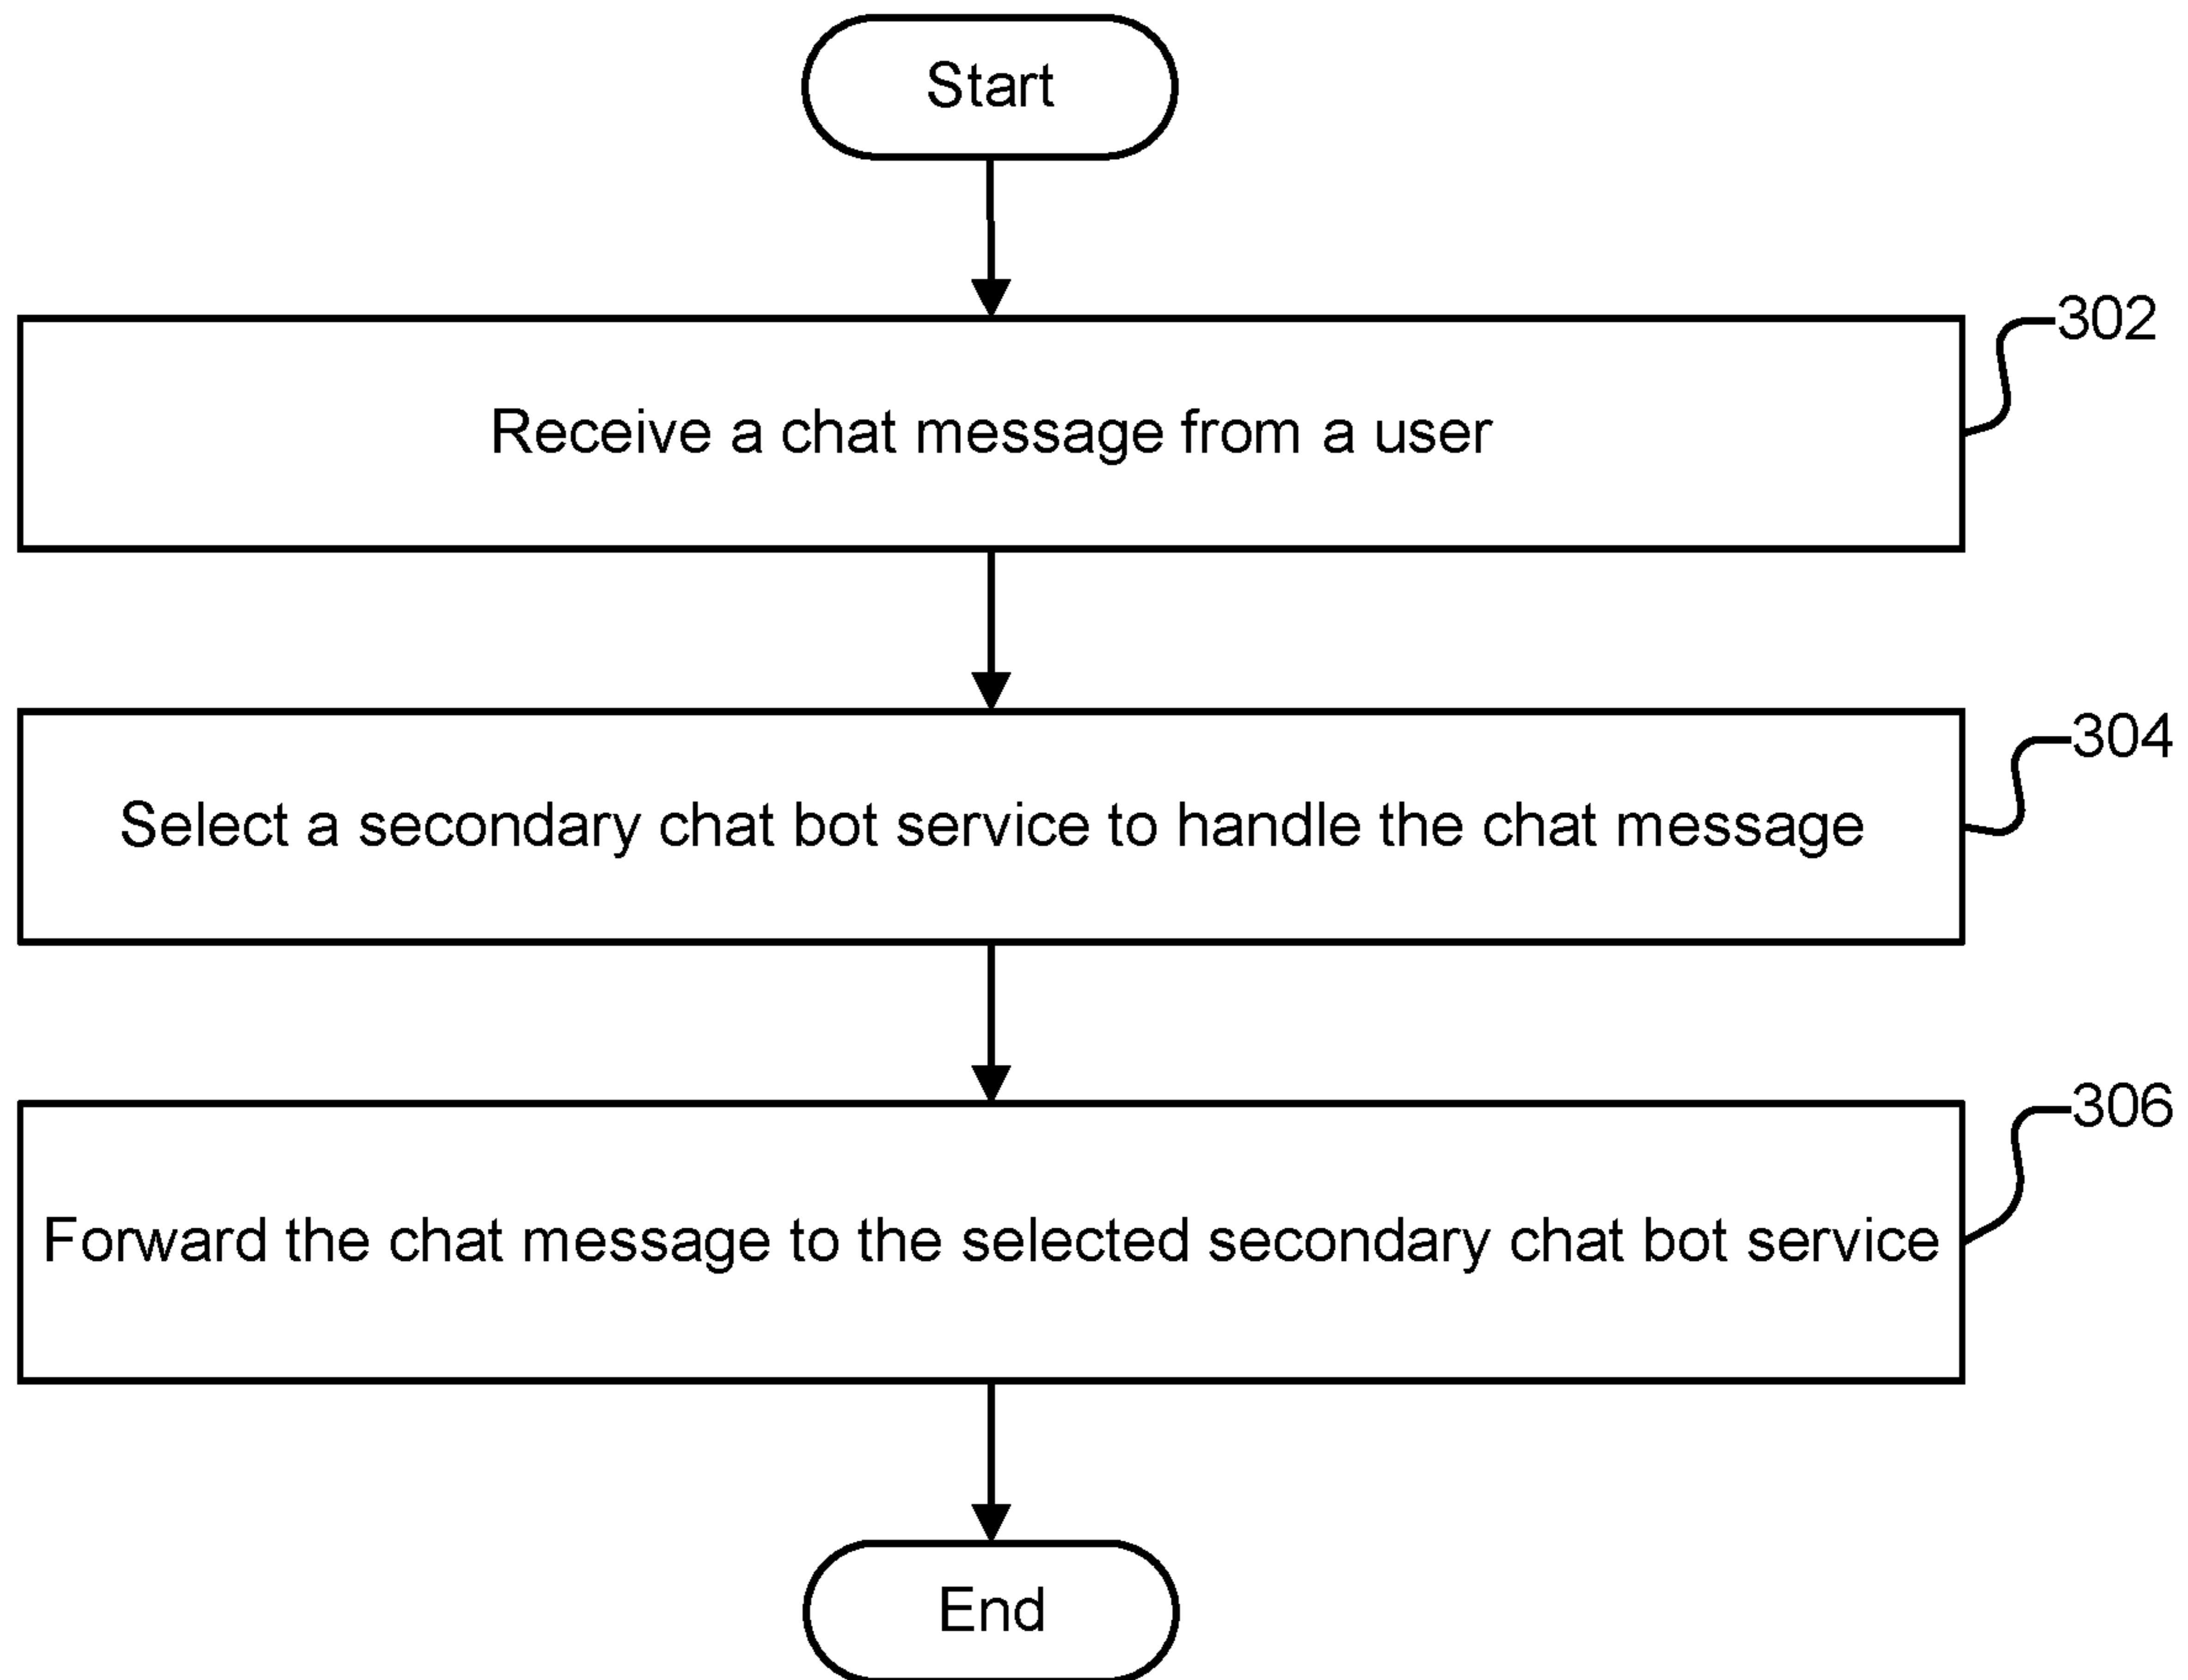 Start
302
Receive a chat message from a user
304
Select a secondary chat bot service to handle the chat message
306
Forward the chat message to the selected secondary chat bot service
End